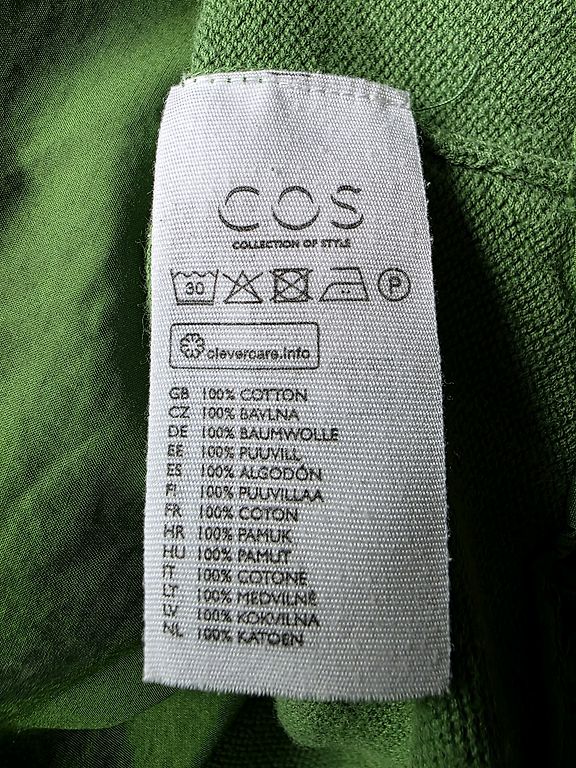 COS
COLLECTION OF STYLE
30 P
clevercare.info
GB 100% COTTON
CZ 100% BAVLNA
DE 100% BAUMWOLLE
EE 100% PUUVILL
ES 100% ALGODÓN
FI 100% PUUVILLAA
FR 100% COTON
HR 100% PAMUK
HU 100% PAMUT
IT 100% COTONE
LT 100% MEDVILNĖ
LV 100% KOKVILNA
NL 100% KATOEN